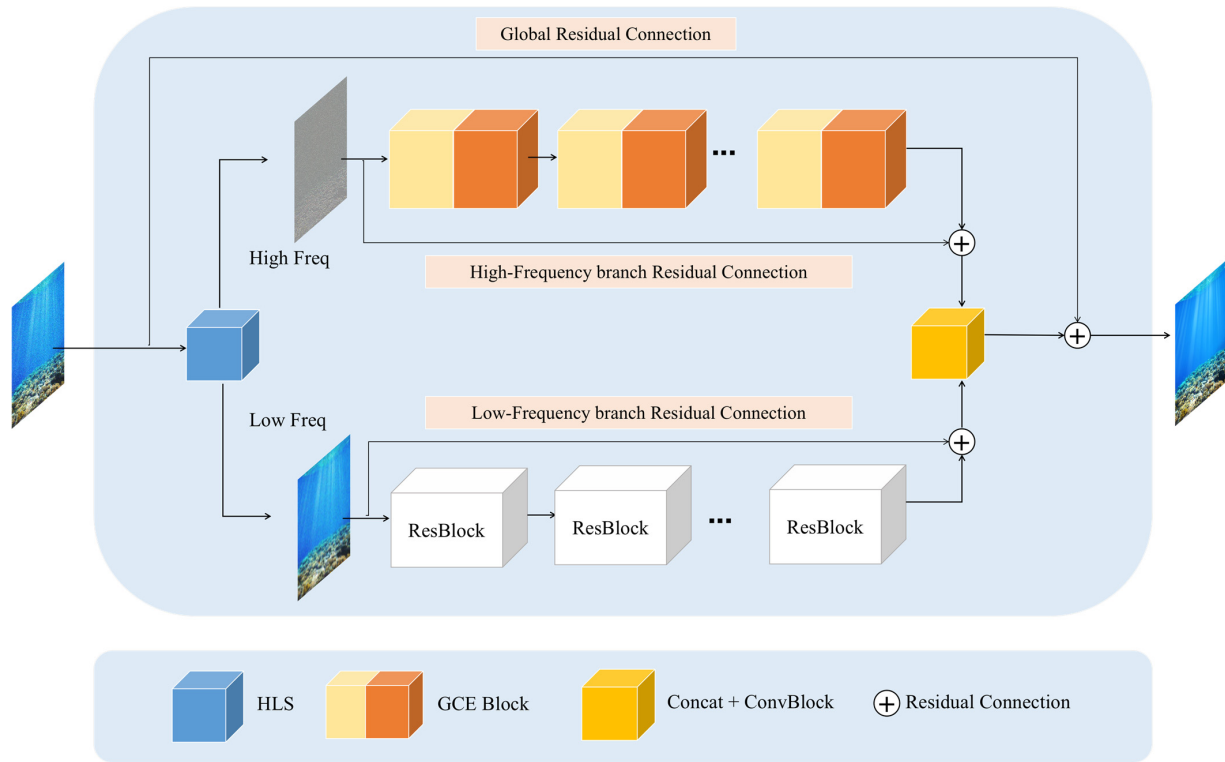 Global Residual Connection
High Freq
High-Frequency branch Residual Connection
Low-Frequency branch Residual Connection
Low Freq
ResBlock
ResBlock
...
ResBlock
...
HLS
GCE Block
Concat + ConvBlock
Residual Connection